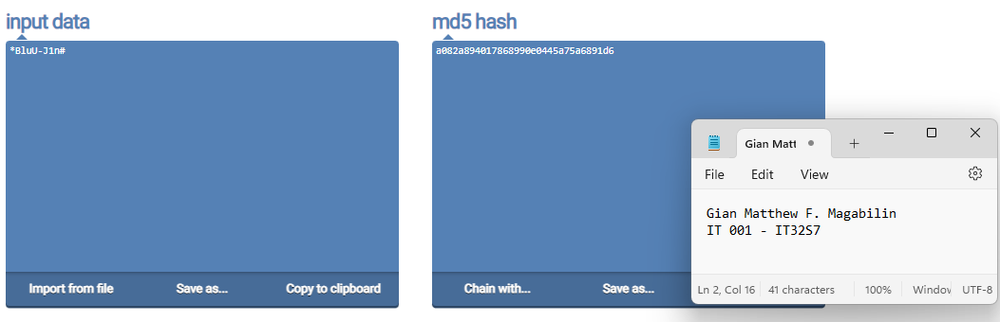 input data
md5 hash
*BluU-J1n#
a082a894017868990e0445a75a6891d6
Import from file
Save as...
Copy to clipboard
Chain with...
Save as...
Gian Matt
File
Edit
View
Gian Matthew F. Magabilin
IT 001 - IT32S7
Ln 2, Col 16
41 characters
100%
Window
UTF-8